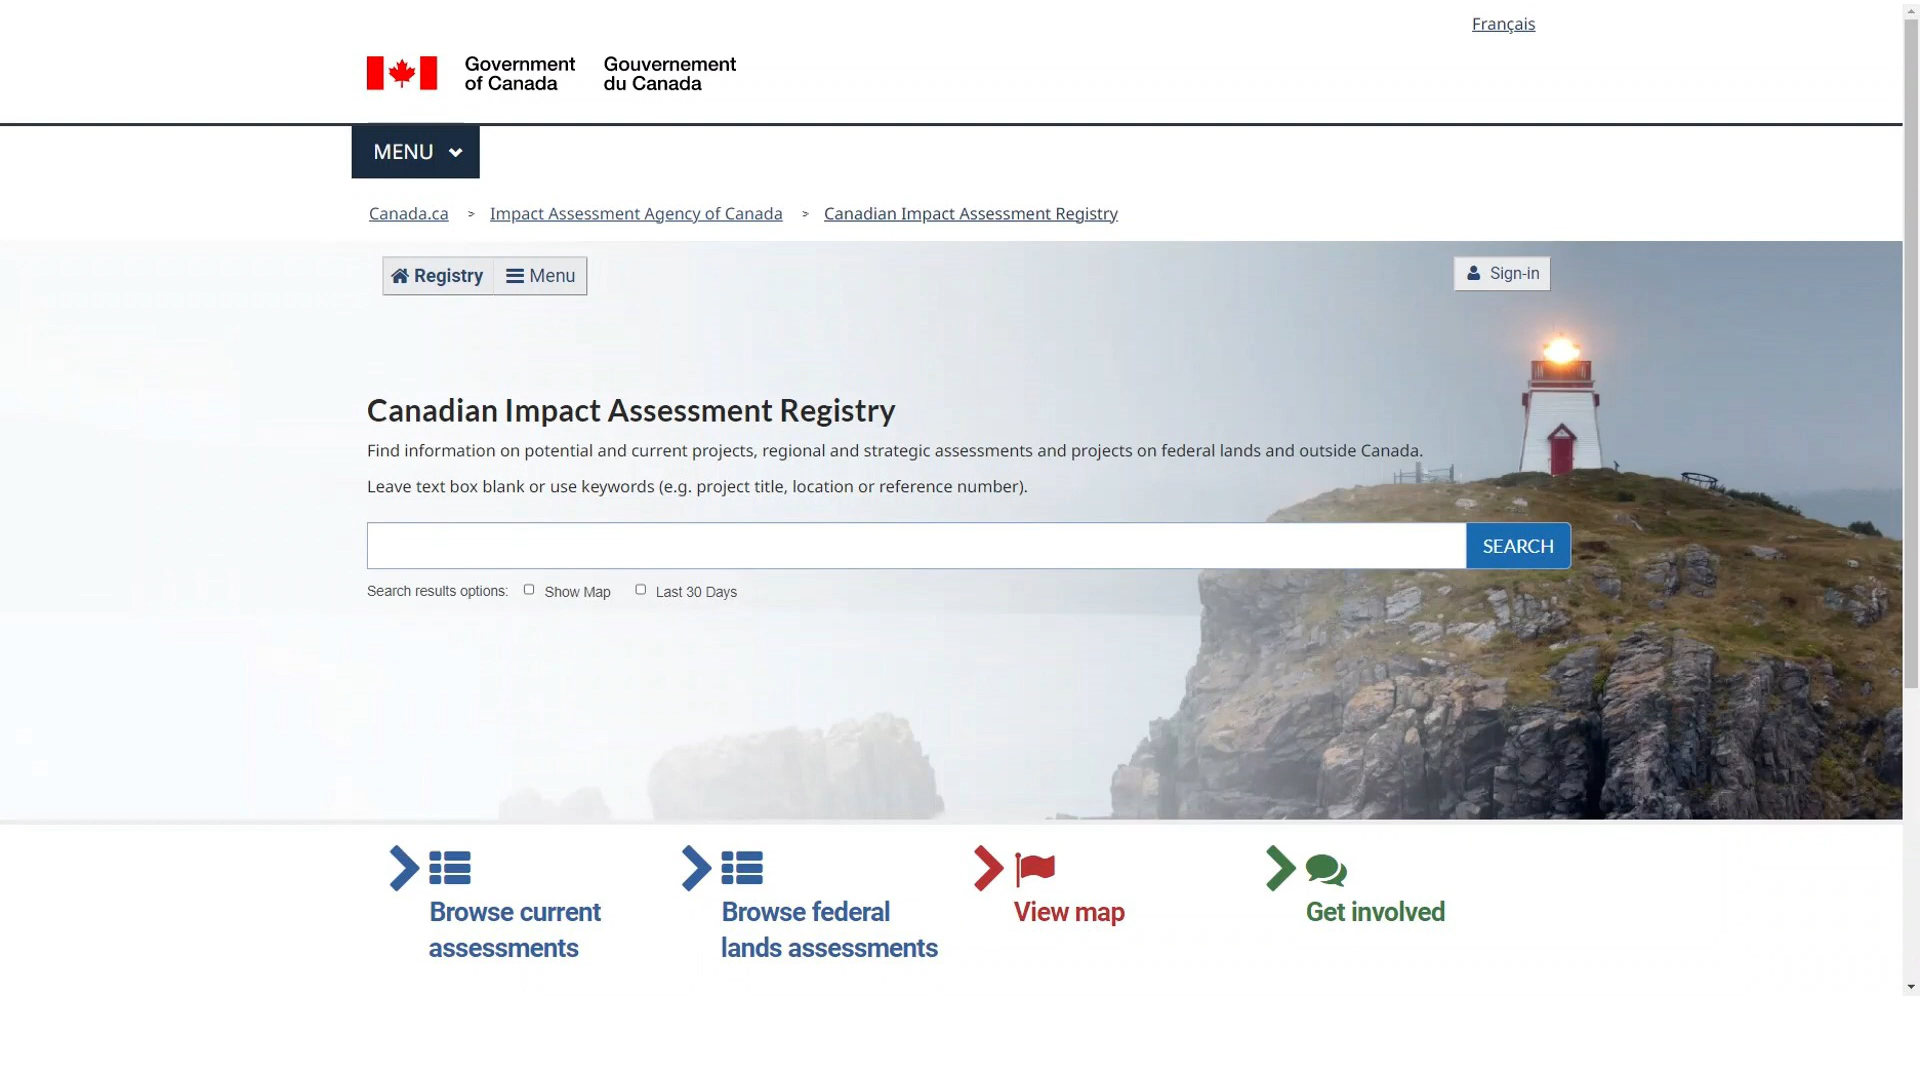 Français
Government of Canada
Gouvernement du Canada
MENU
Canada.ca > Impact Assessment Agency of Canada > Canadian Impact Assessment Registry
Registry Menu
Sign-in
Canadian Impact Assessment Registry
Find information on potential and current projects, regional and strategic assessments and projects on federal lands and outside Canada.
Leave text box blank or use keywords (e.g. project title, location or reference number).
SEARCH
Search results options: Show Map Last 30 Days
Browse current
assessments
Browse federal
lands assessments
View map
Get involved